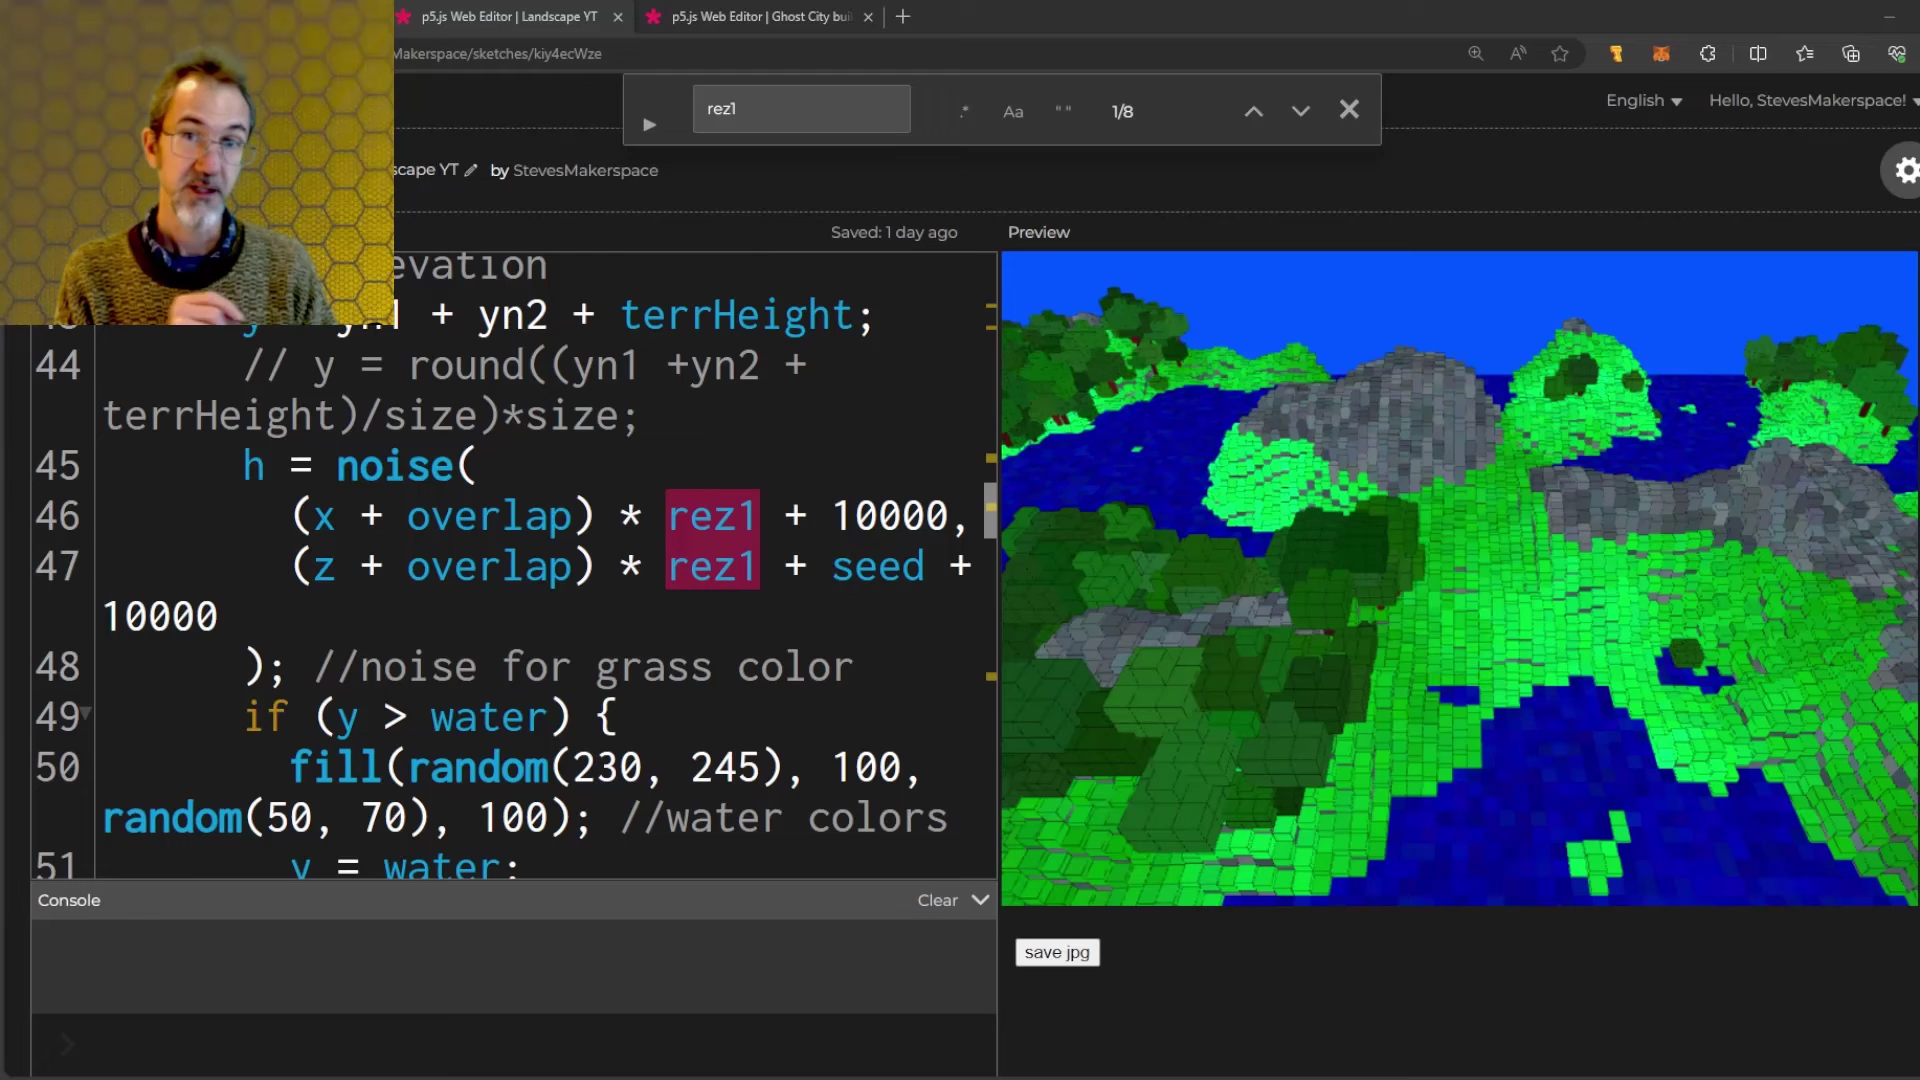 p5.js Web Editor | Landscape YT
p5.js Web Editor | Ghost City bui
Makerspace/sketches/kiy4ecWze
rez1
.*
Aa
" "
1/8
English
Hello, StevesMakerspace!
scape YT
by StevesMakerspace
Saved: 1 day ago
Preview
evation
+ yn2 + terrHeight;
44 // y = round((yn1 +yn2 +
terrHeight)/size)*size;
45 h = noise(
46 (x + overlap) * rez1 + 10000,
47 (z + overlap) * rez1 + seed +
10000
48 ); //noise for grass color
49 if (y > water) {
50 fill(random(230, 245), 100,
random(50, 70), 100); //water colors
51 y = water;
Console
Clear
save jpg